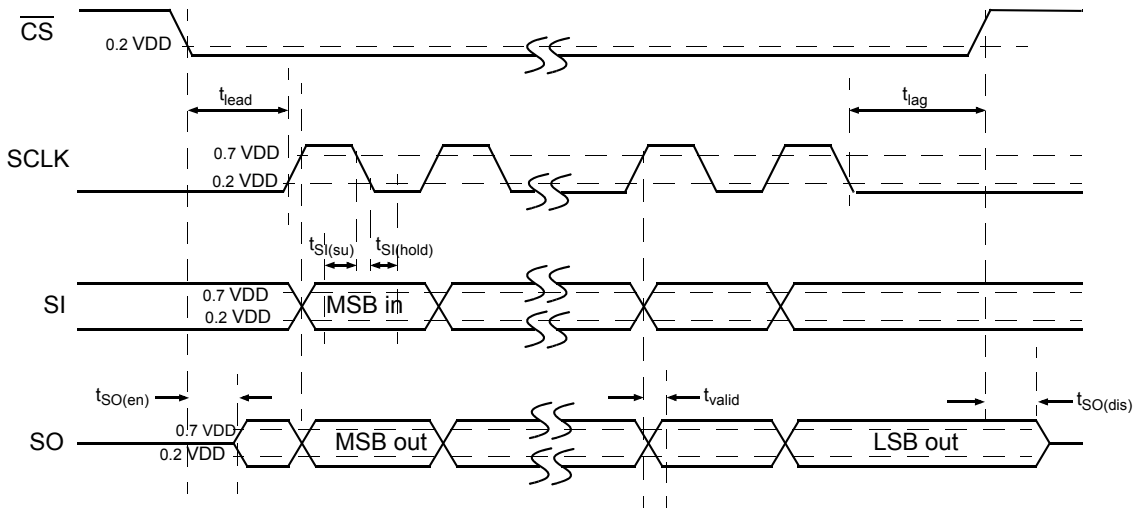 CS
0.2 VDD
tlead
tlag
SCLK
0.7 VDD
0.2 VDD
tSI(su)
tSI(hold)
SI
0.7 VDD
0.2 VDD
MSB in
tSO(en)
tvalid
tSO(dis)
SO
0.7 VDD
0.2 VDD
MSB out
LSB out